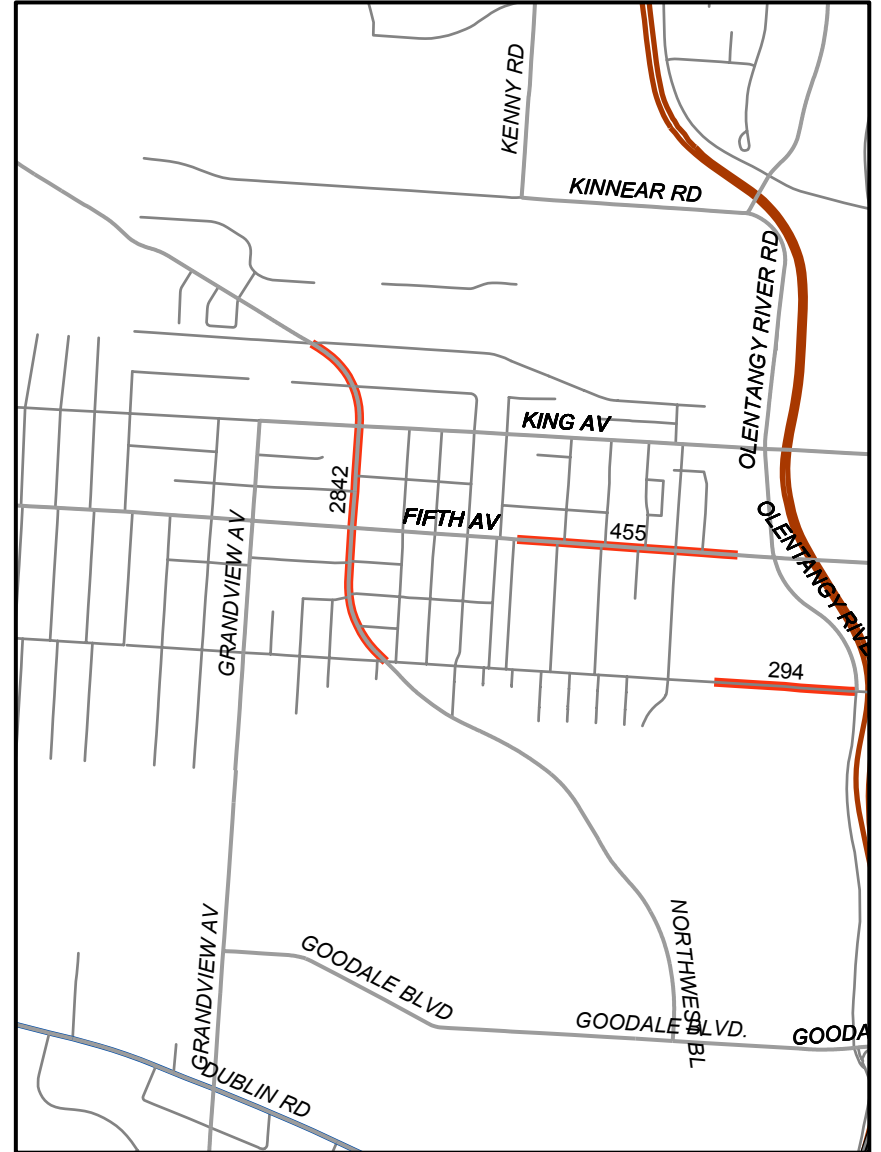 KENNY RD
KINNEAR RD
OLENTANGY RIVER RD
KING AV
2842
FIFTH AV
455
OLENTANGY RIVE
GRANDVIEW AV
294
NORTHWEST BL
GRANDVIEW AV
GOODALE BLVD
GOODALE BLVD.
GOODA
DUBLIN RD